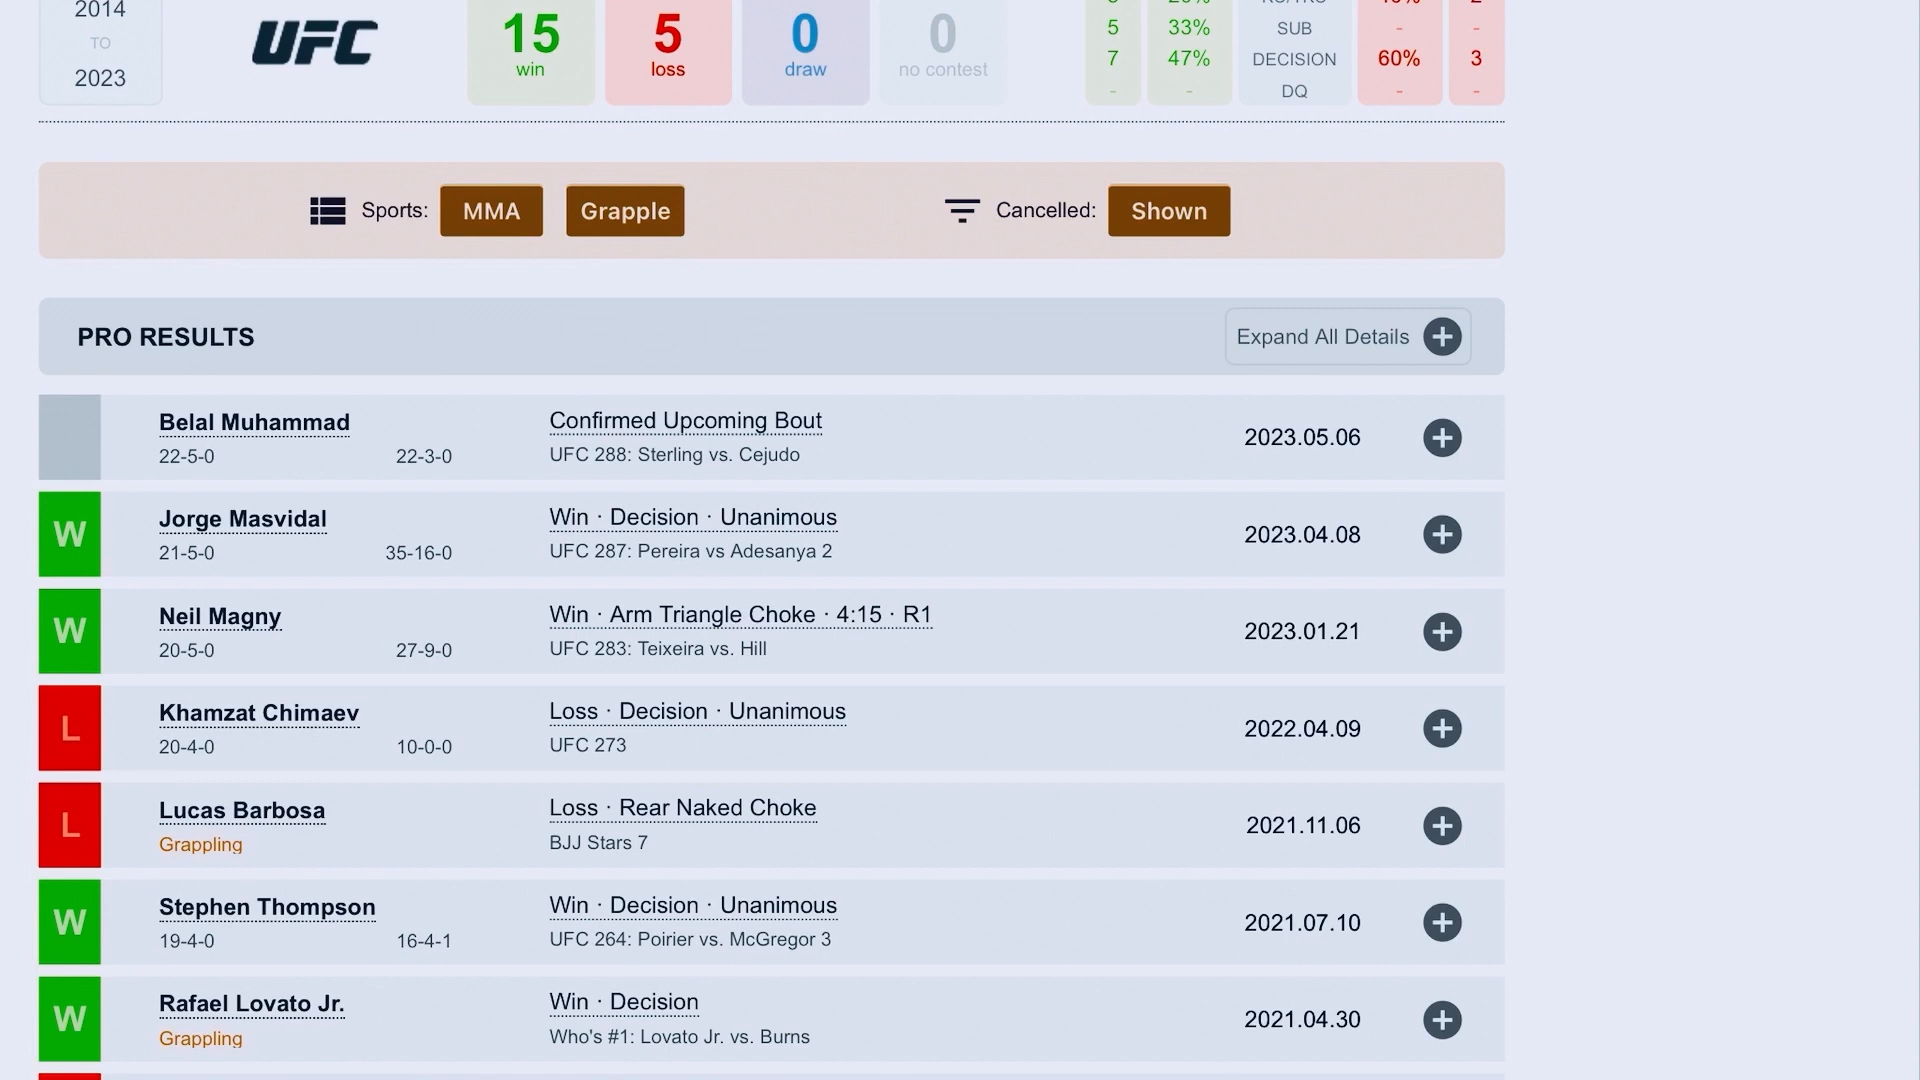 2014
TO
2023
UFC
15
win
5
loss
0
draw
0
no contest
5 33% SUB - -
7 47% DECISION 60% 3
- - DQ - -
Sports: MMA Grapple Cancelled: Shown
PRO RESULTS Expand All Details
Belal Muhammad Confirmed Upcoming Bout 2023.05.06
22-5-0 22-3-0 UFC 288: Sterling vs. Cejudo
W Jorge Masvidal Win · Decision · Unanimous 2023.04.08
21-5-0 35-16-0 UFC 287: Pereira vs Adesanya 2
W Neil Magny Win · Arm Triangle Choke · 4:15 · R1 2023.01.21
20-5-0 27-9-0 UFC 283: Teixeira vs. Hill
L Khamzat Chimaev Loss · Decision · Unanimous 2022.04.09
20-4-0 10-0-0 UFC 273
L Lucas Barbosa Loss · Rear Naked Choke 2021.11.06
Grappling BJJ Stars 7
W Stephen Thompson Win · Decision · Unanimous 2021.07.10
19-4-0 16-4-1 UFC 264: Poirier vs. McGregor 3
W Rafael Lovato Jr. Win · Decision 2021.04.30
Grappling Who's #1: Lovato Jr. vs. Burns